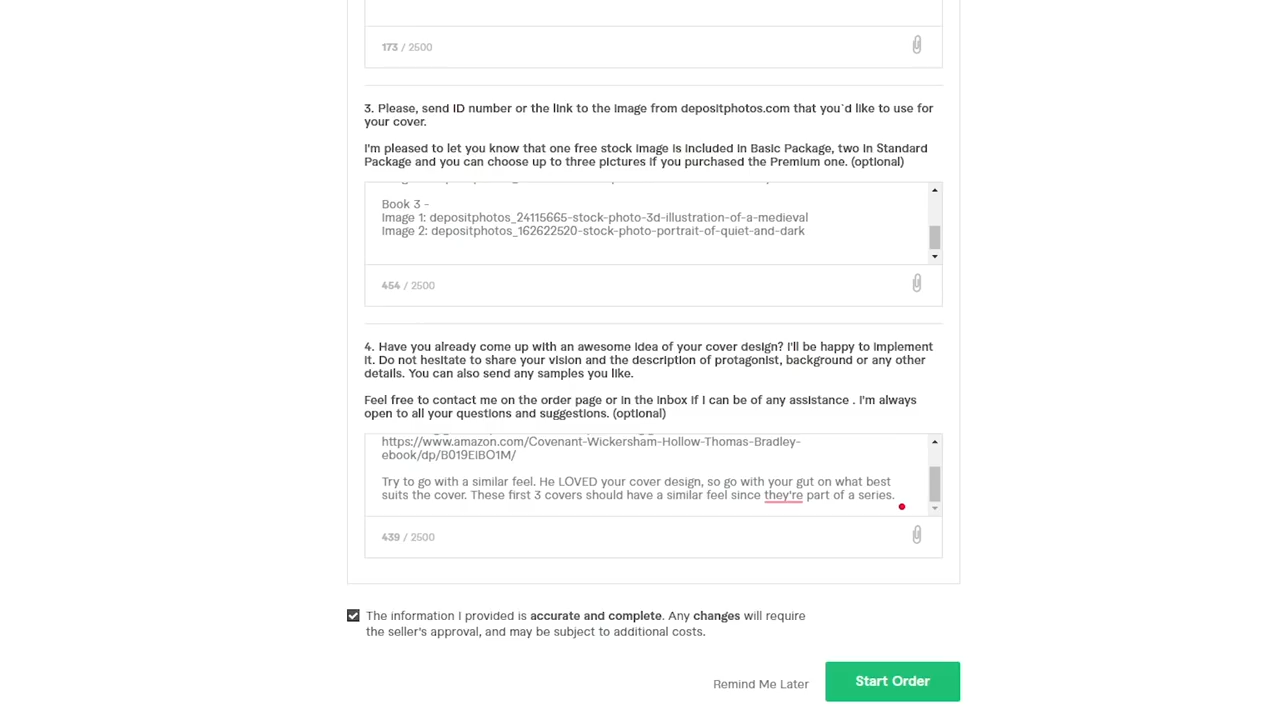 173 / 2500
3. Please, send ID number or the link to the image from depositphotos.com that you`d like to use for
your cover.
I'm pleased to let you know that one free stock image is included in Basic Package, two in Standard
Package and you can choose up to three pictures if you purchased the Premium one. (optional)
Book 3 -
Image 1: depositphotos_24115665-stock-photo-3d-illustration-of-a-medieval
Image 2: depositphotos_162622520-stock-photo-portrait-of-quiet-and-dark
454 / 2500
4. Have you already come up with an awesome idea of your cover design? I'll be happy to implement
it. Do not hesitate to share your vision and the description of protagonist, background or any other
details. You can also send any samples you like.
Feel free to contact me on the order page or in the inbox if I can be of any assistance . I'm always
open to all your questions and suggestions. (optional)
https://www.amazon.com/Covenant-Wickersham-Hollow-Thomas-Bradley-
ebook/dp/B019EIBO1M/
Try to go with a similar feel. He LOVED your cover design, so go with your gut on what best
suits the cover. These first 3 covers should have a similar feel since they're part of a series.
439 / 2500
The information I provided is accurate and complete. Any changes will require
the seller's approval, and may be subject to additional costs.
Remind Me Later
Start Order